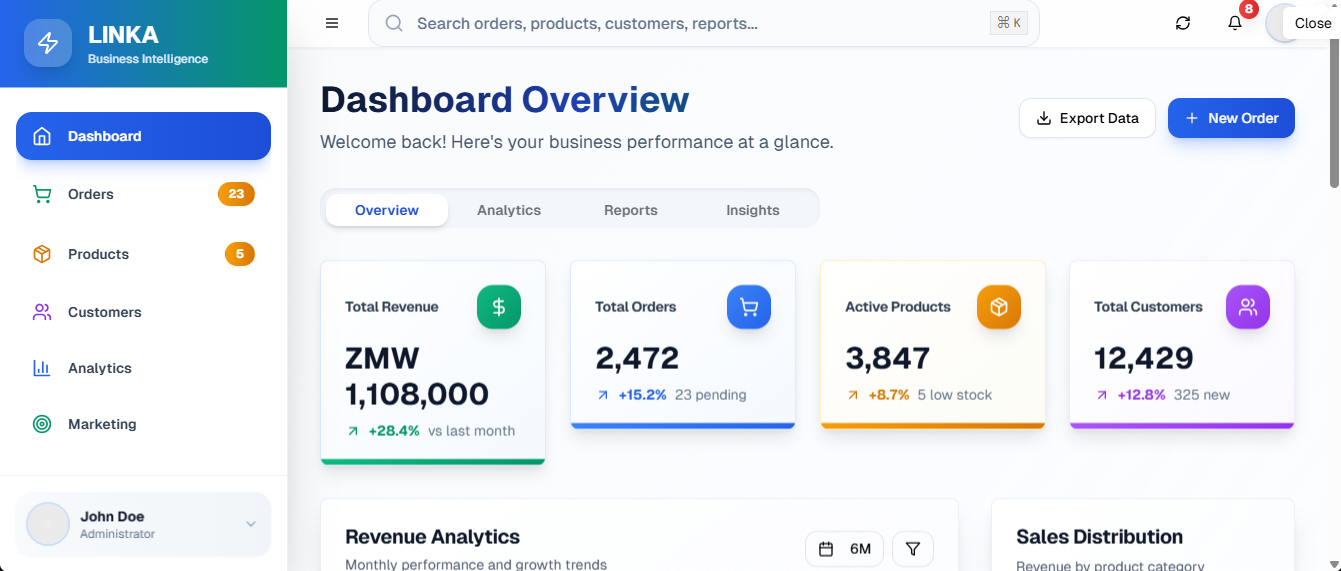 LINKA
Business Intelligence
Search orders, products, customers, reports...
⌘ K
8
Close
Dashboard
Orders
23
Products
5
Customers
Analytics
Marketing
John Doe
Administrator
Dashboard Overview
Welcome back! Here's your business performance at a glance.
Export Data
New Order
Overview
Analytics
Reports
Insights
Total Revenue
ZMW
1,108,000
+28.4% vs last month
Total Orders
2,472
+15.2% 23 pending
Active Products
3,847
+8.7% 5 low stock
Total Customers
12,429
+12.8% 325 new
Revenue Analytics
Monthly performance and growth trends
6M
Sales Distribution
Revenue by product category